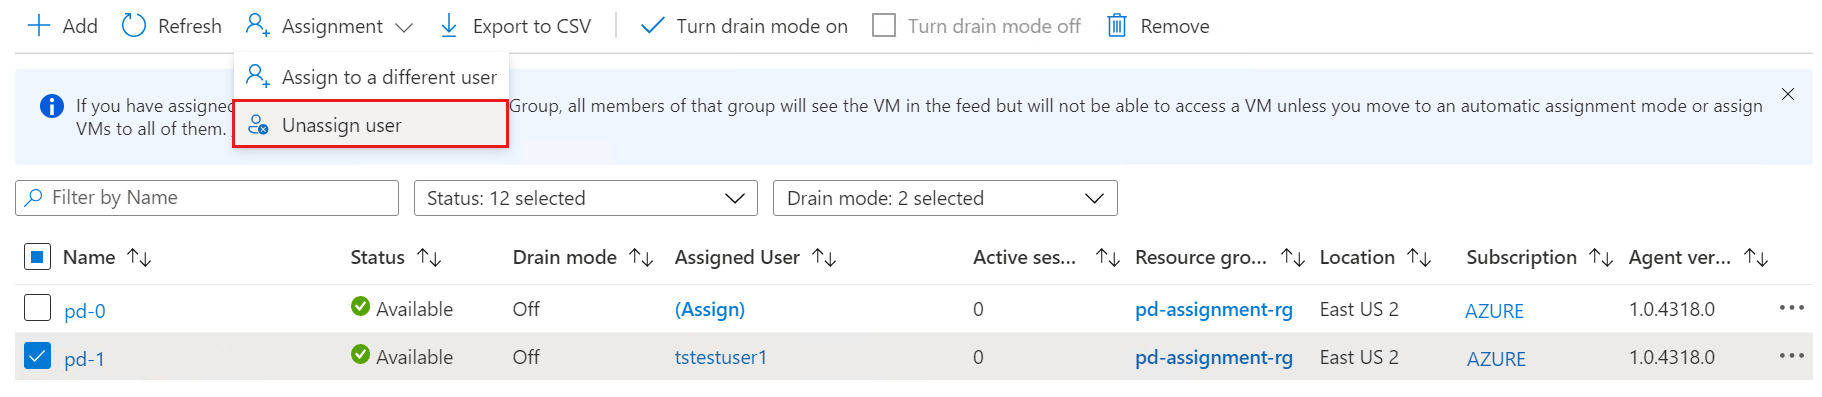 Add Refresh Assignment Export to CSV Turn drain mode on Turn drain mode off Remove
Assign to a different user
Unassign user
If you have assigned Group, all members of that group will see the VM in the feed but will not be able to access a VM unless you move to an automatic assignment mode or assign
VMs to all of them.
Filter by Name Status: 12 selected Drain mode: 2 selected
Name Status Drain mode Assigned User Active ses... Resource gro... Location Subscription Agent ver...
pd-0 Available Off (Assign) 0 pd-assignment-rg East US 2 AZURE 1.0.4318.0
pd-1 Available Off tstestuser1 0 pd-assignment-rg East US 2 AZURE 1.0.4318.0